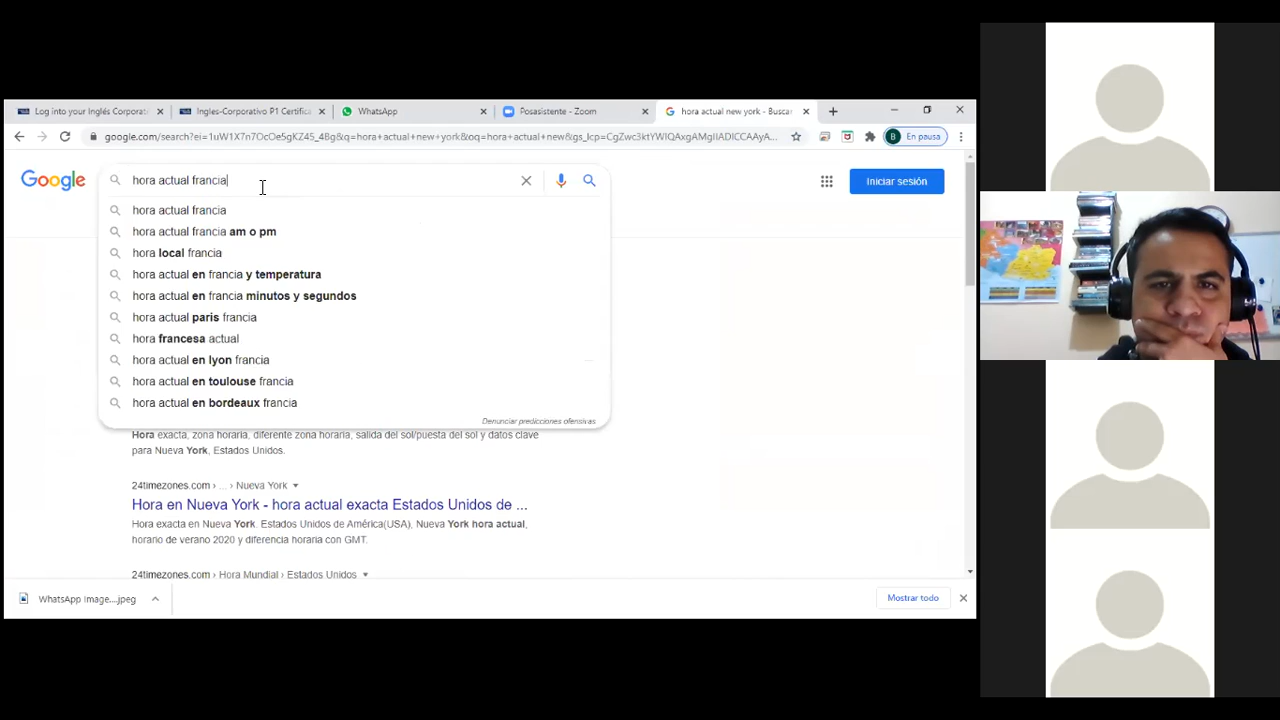 Log into your Inglés Corporat
Ingles-Corporativo P1 Certifica
WhatsApp
Posasistente - Zoom
hora actual new york - Buscar
google.com/search?ei=1uW1X7n7OcOe5gKZ45_4Bg&q=hora+actual+new+york&oq=hora+actual+new&gs_lcp=CgZwc3ktYWIQAxgAMgIIADICCAAyA...
B En pausa
Google
hora actual francia
Iniciar sesión
hora actual francia
hora actual francia am o pm
hora local francia
hora actual en francia y temperatura
hora actual en francia minutos y segundos
hora actual paris francia
hora francesa actual
hora actual en lyon francia
hora actual en toulouse francia
hora actual en bordeaux francia
Denunciar predicciones ofensivas
Hora exacta, zona horaria, diferente zona horaria, salida del sol/puesta del sol y datos clave
para Nueva York, Estados Unidos.
24timezones.com › ... › Nueva York
Hora en Nueva York - hora actual exacta Estados Unidos de ...
Hora exacta en Nueva York. Estados Unidos de América(USA), Nueva York hora actual,
horario de verano 2020 y diferencia horaria con GMT.
24timezones.com › Hora Mundial › Estados Unidos
WhatsApp Image....jpeg
Mostrar todo